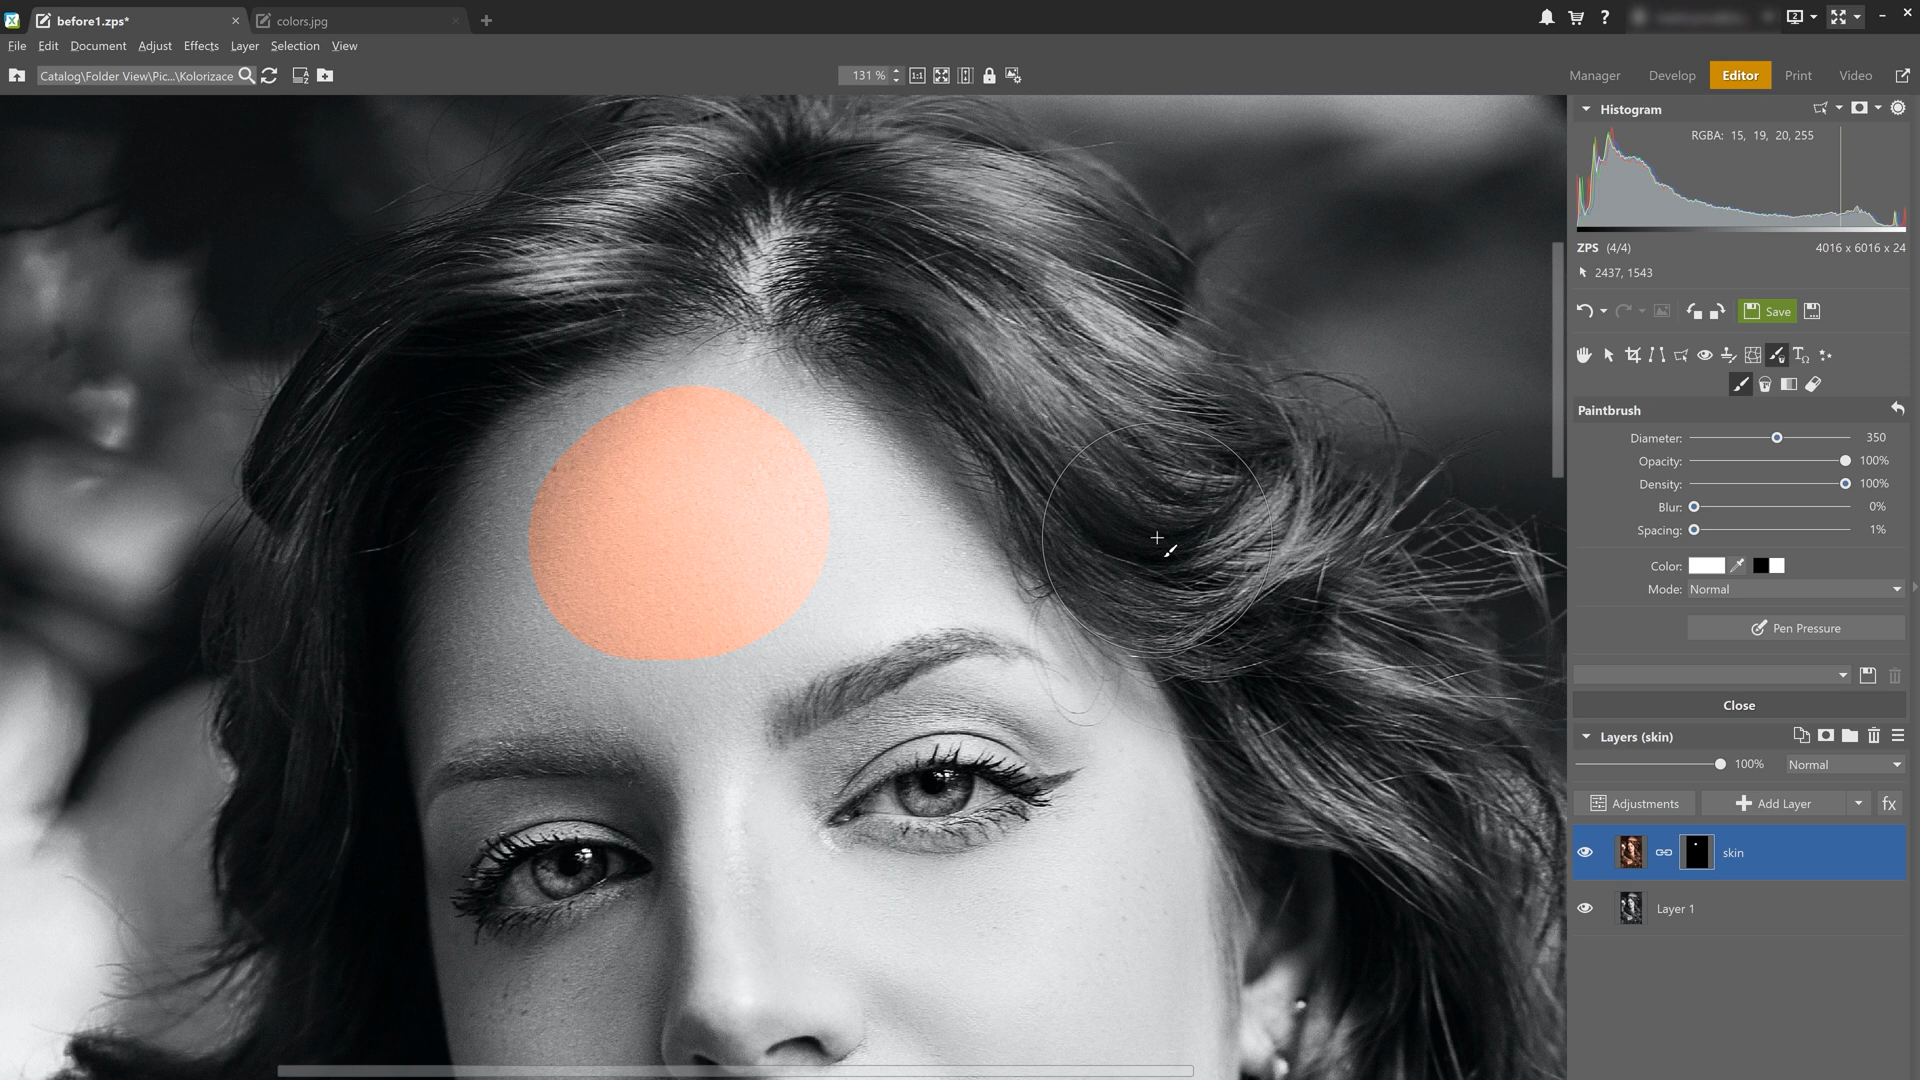 before1.zps*
colors.jpg
File Edit Document Adjust Effects Layer Selection View
2
Catalog\Folder View\Pic...\Kolorizace
131 %
1:1
Manager Develop Editor Print Video
Histogram
RGBA: 15, 19, 20, 255
ZPS (4/4) 4016 x 6016 x 24
2437, 1543
Save
Paintbrush
Diameter: 350
Opacity: 100%
Density: 100%
Blur: 0%
Spacing: 1%
Color:
Mode: Normal
Pen Pressure
Close
Layers (skin)
100% Normal
Adjustments Add Layer fx
skin
Layer 1